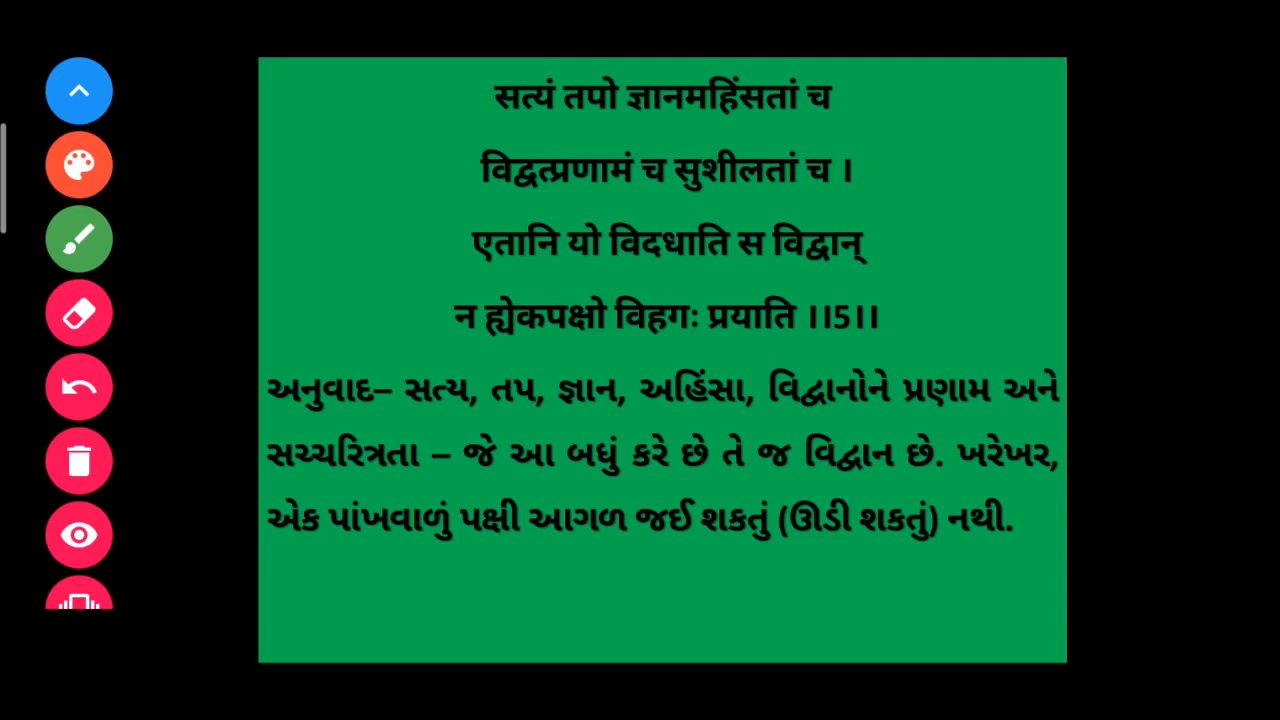 सत्यं तपो ज्ञानमहिंसतां च
विद्वत्प्रणामं च सुशीलतां च ।
एतानि यो विदधाति स विद्वान्
न ह्येकपक्षो विहगः प्रयाति ।।5।।
અનુવાદ– સત્ય, તપ, જ્ઞાન, અહિંસા, વિદ્વાનોને પ્રણામ અને
સચ્ચરિત્રતા – જે આ બધું કરે છે તે જ વિદ્વાન છે. ખરેખર,
એક પાંખવાળું પક્ષી આગળ જઈ શકતું (ઊડી શકતું) નથી.